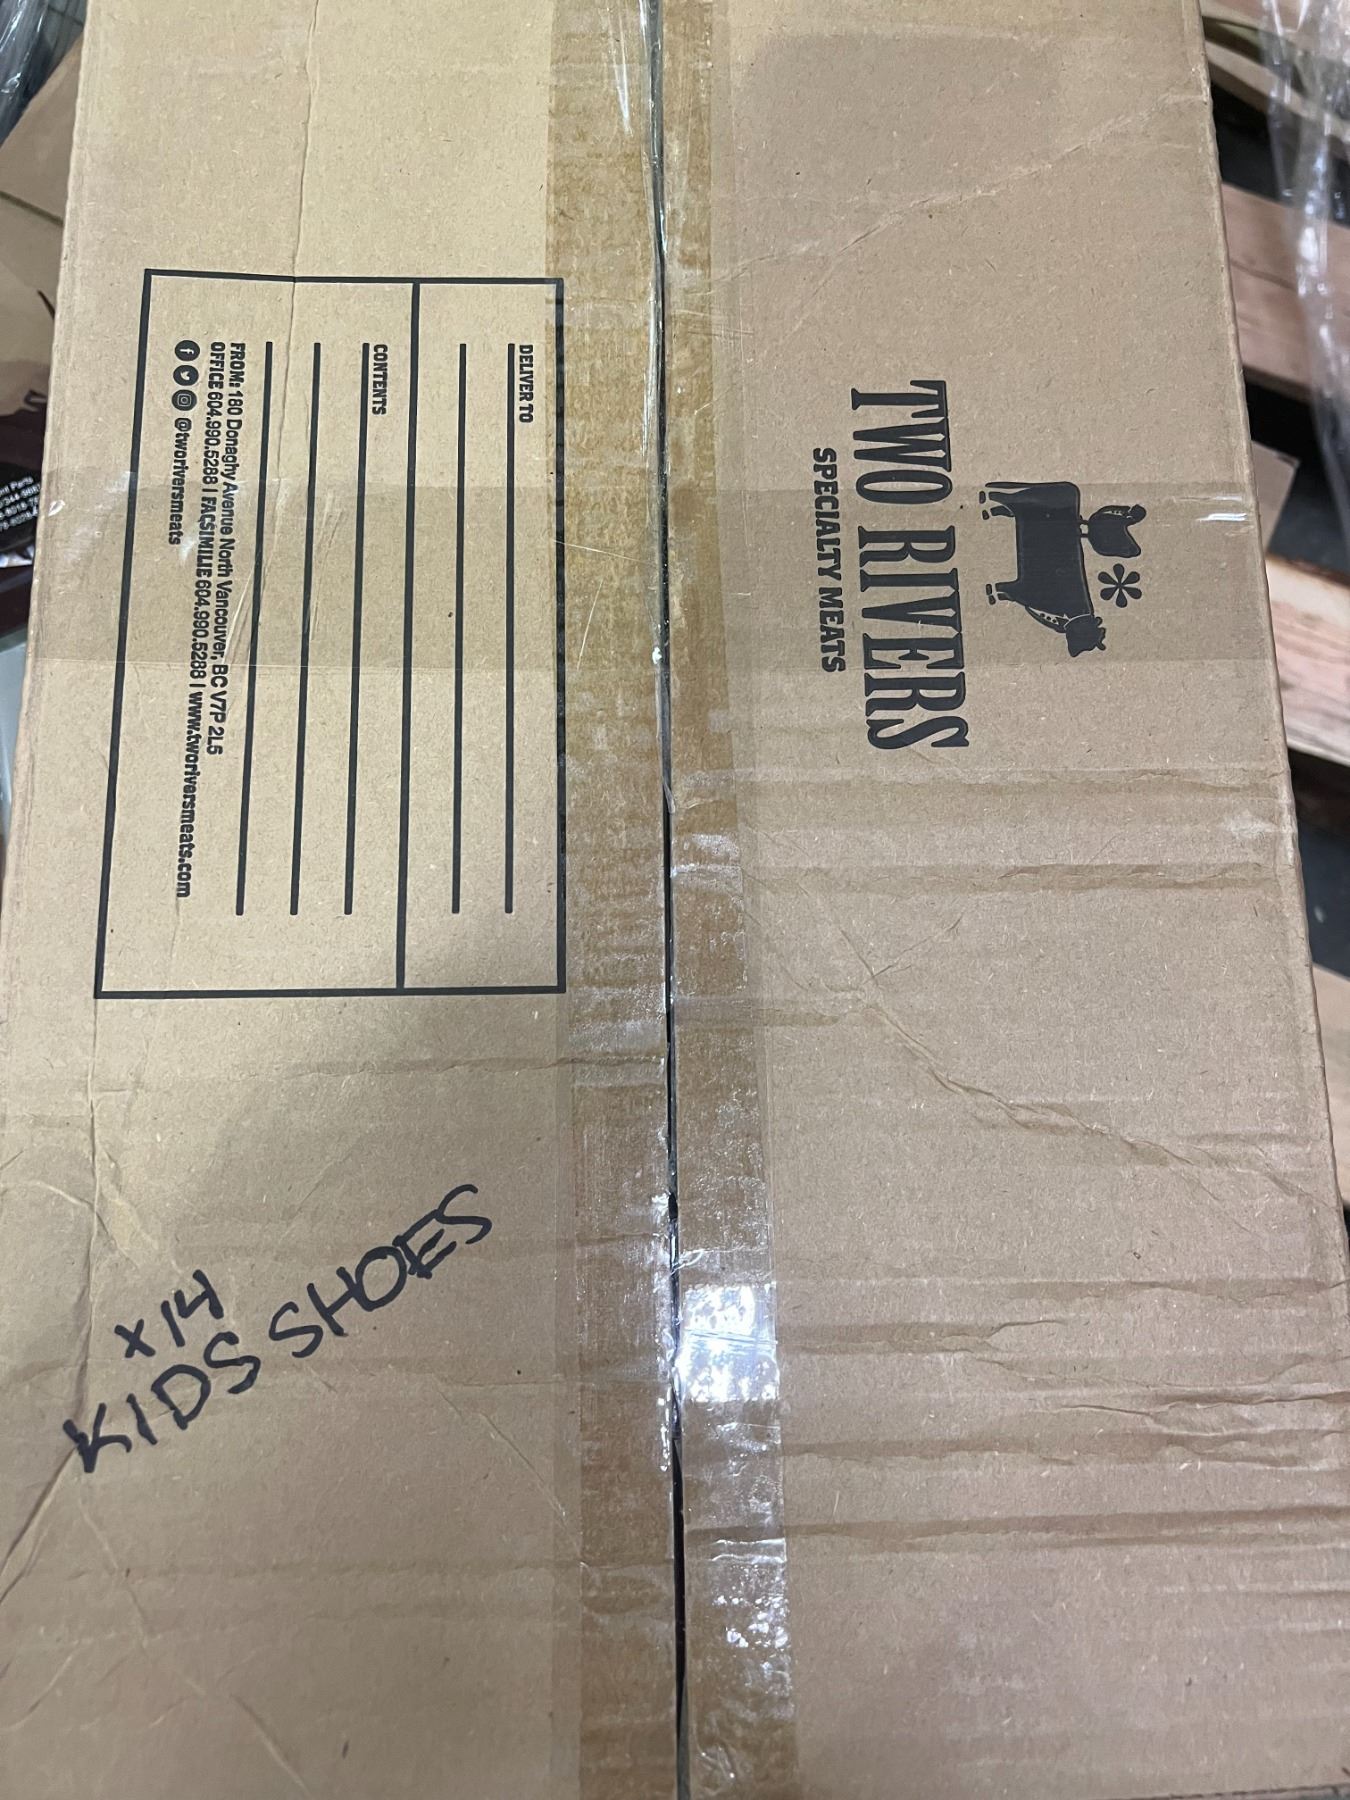 TWO RIVERS
SPECIALTY MEATS
DELIVER TO
CONTENTS
FROM: 180 Donaghy Avenue North Vancouver, BC V7P 2L5
OFFICE 604.990.5288 | FACSIMILIE 604.990.5288 | www.tworiversmeats.com
@tworiversmeats
x14
KIDS SHOES